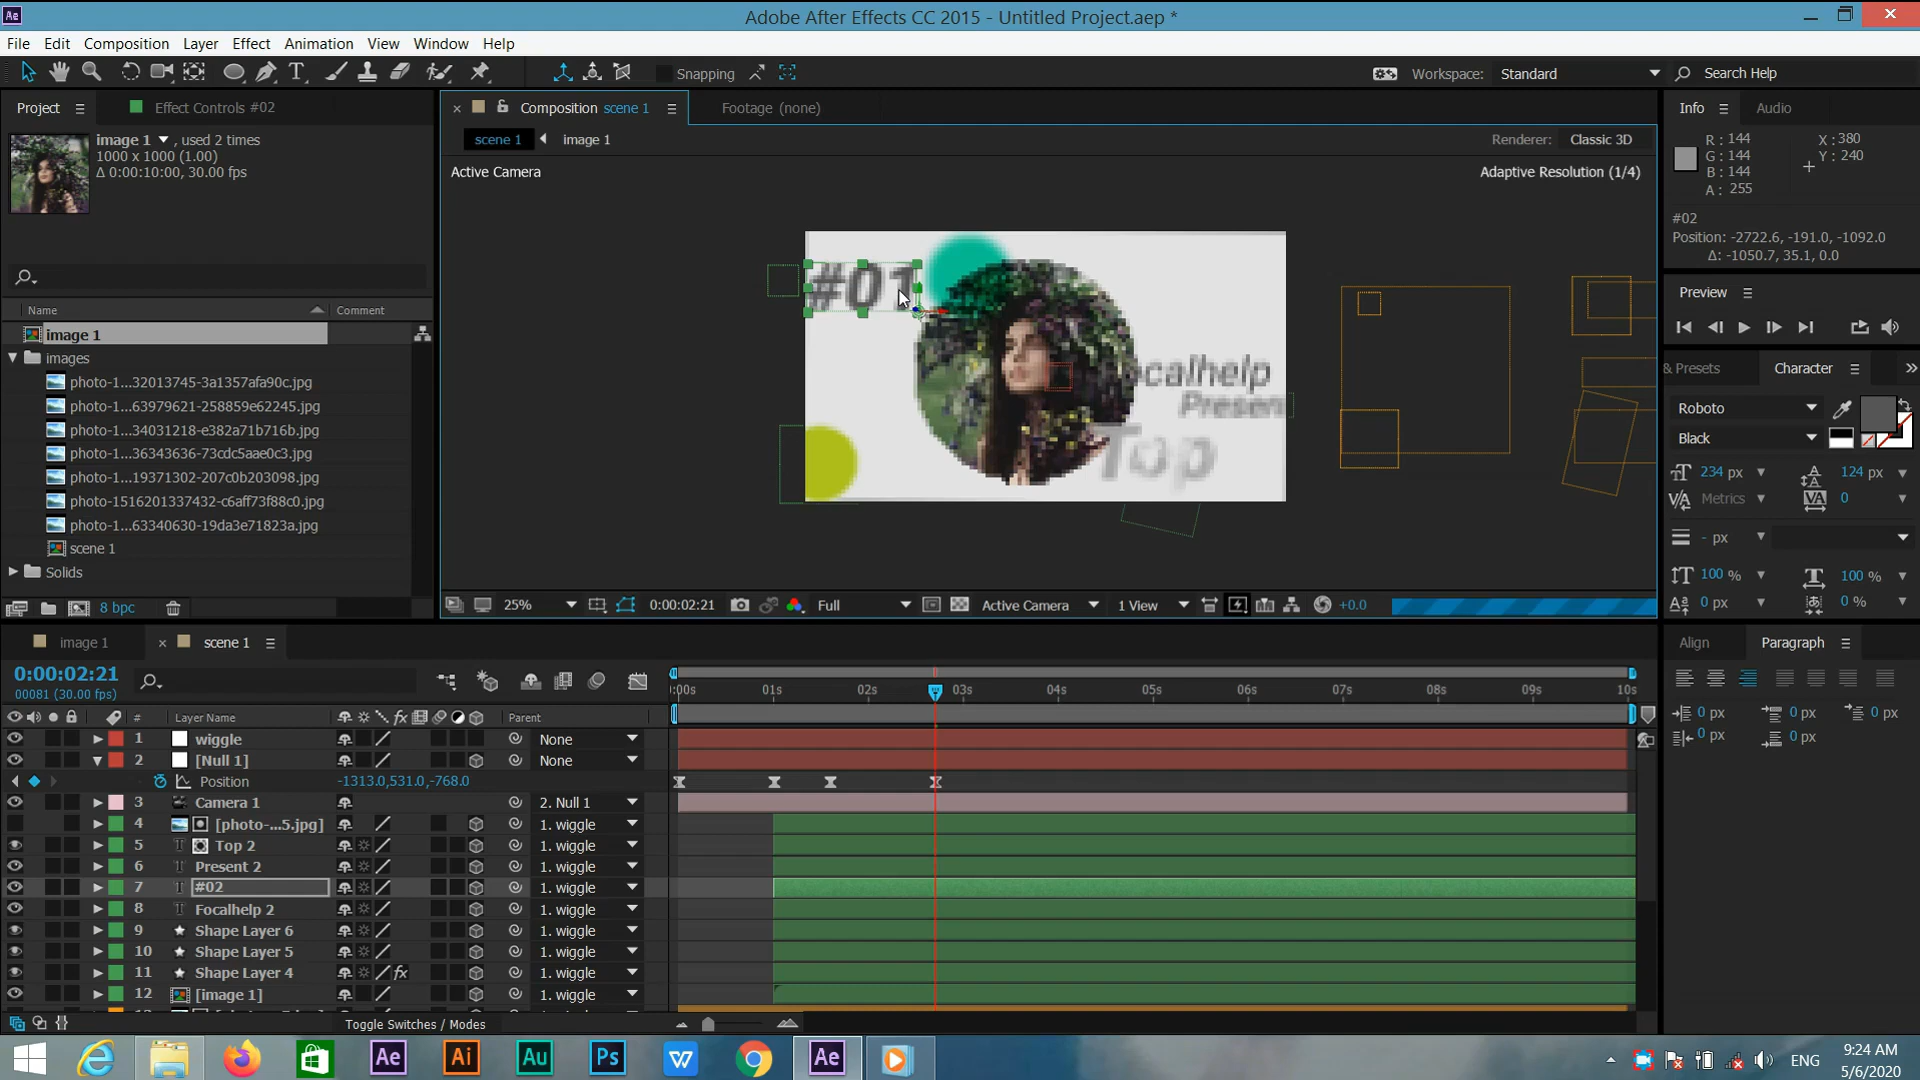 Adobe After Effects CC 2015 - Untitled Project.aep *
File Edit Composition Layer Effect Animation View Window Help
Snapping
Workspace: Standard
Search Help
Project
Effect Controls #02
image 1 , used 2 times
1000 x 1000 (1.00)
Δ 0:00:10:00, 30.00 fps
Name Comment
image 1
images
photo-1...32013745-3a1357afa90c.jpg
photo-1...63979621-258859e62245.jpg
photo-1...34031218-e382a71b716b.jpg
photo-1...36343636-73cdc5aae0c3.jpg
photo-1...19371302-207c0b203098.jpg
photo-1516201337432-c6aff73f88c0.jpg
photo-1...63340630-19da3e71823a.jpg
scene 1
Solids
8 bpc
Composition scene 1
Footage (none)
scene 1 image 1
Renderer: Classic 3D
Active Camera
Adaptive Resolution (1/4)
#01
Focalhelp
Present
Top
25% 0:00:02:21 Full Active Camera 1 View +0.0
Info Audio
R : 144 X : 380
G : 144 Y : 240
B : 144
A : 255
#02
Position: -2722.6, -191.0, -1092.0
Δ: -1050.7, 35.1, 0.0
Preview
& Presets Character
Roboto
Black
234 px 124 px
Metrics 0
- px
100 % 100 %
0 px 0 %
Align Paragraph
0 px 0 px 0 px
0 px 0 px
image 1 scene 1
0:00:02:21
00081 (30.00 fps)
:00s 01s 02s 03s 04s 05s 06s 07s 08s 09s 10s
# Layer Name Parent
1 wiggle None
2 [Null 1] None
Position -1313.0,531.0,-768.0
3 Camera 1 2. Null 1
4 [photo-...5.jpg] 1. wiggle
5 Top 2 1. wiggle
6 Present 2 1. wiggle
7 #02 1. wiggle
8 Focalhelp 2 1. wiggle
9 Shape Layer 6 1. wiggle
10 Shape Layer 5 1. wiggle
11 Shape Layer 4 fx 1. wiggle
12 [image 1] 1. wiggle
Toggle Switches / Modes
Ae Ai Au Ps W Ae
ENG
9:24 AM
5/6/2020